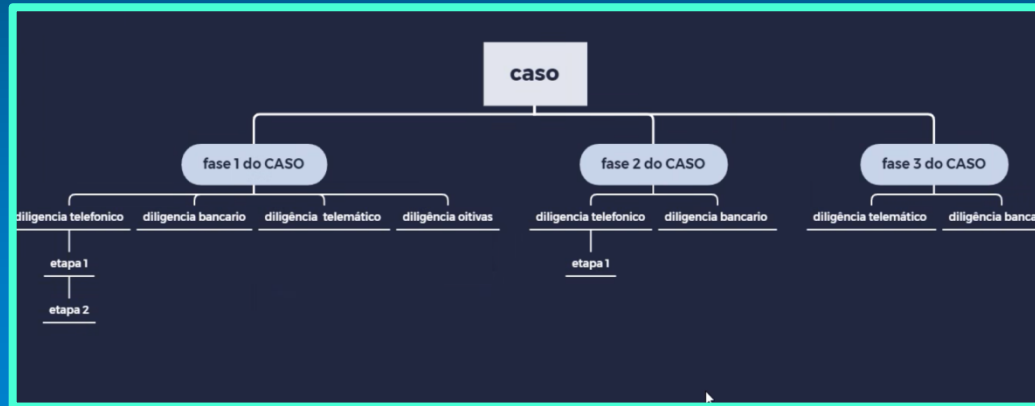 caso
fase 1 do CASO
fase 2 do CASO
fase 3 do CASO
diligencia telefonico
diligencia bancario
diligência telemático
diligência oitivas
diligencia telefonico
diligencia bancario
diligência telemático
diligência
etapa 1
etapa 1
etapa 2